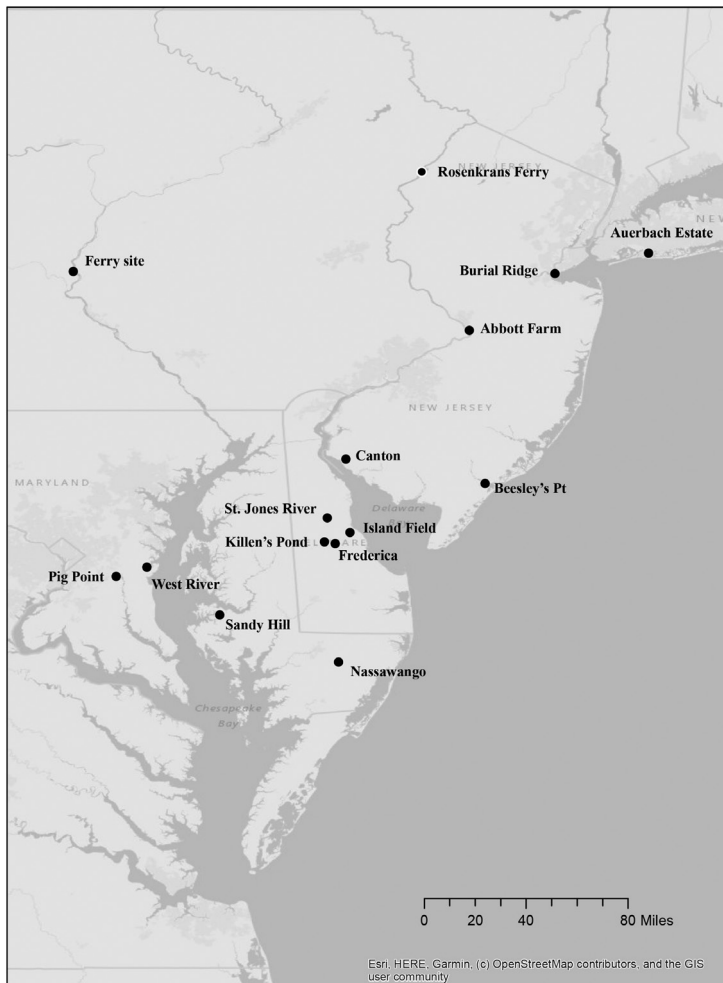 NEW JERSEY
Rosenkrans Ferry
NEW
Auerbach Estate
Ferry site
Burial Ridge
Abbott Farm
NEW JERSEY
Canton
MARYLAND
Beesley's Pt
St. Jones River
Delaware
Bay
Island Field
Killen's Pond
DELAWARE
Frederica
Pig Point
West River
Sandy Hill
Nassawango
Chesapeake
Bay
0 20 40 80 Miles
Esri, HERE, Garmin, (c) OpenStreetMap contributors, and the GIS
user community